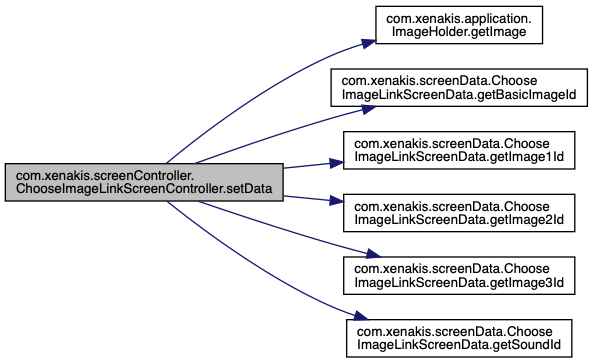 com.xenakis.application.
ImageHolder.getImage
com.xenakis.screenData.Choose
ImageLinkScreenData.getBasicImageId
com.xenakis.screenData.Choose
ImageLinkScreenData.getImage1Id
com.xenakis.screenController.
ChooseImageLinkScreenController.setData
com.xenakis.screenData.Choose
ImageLinkScreenData.getImage2Id
com.xenakis.screenData.Choose
ImageLinkScreenData.getImage3Id
com.xenakis.screenData.Choose
ImageLinkScreenData.getSoundId